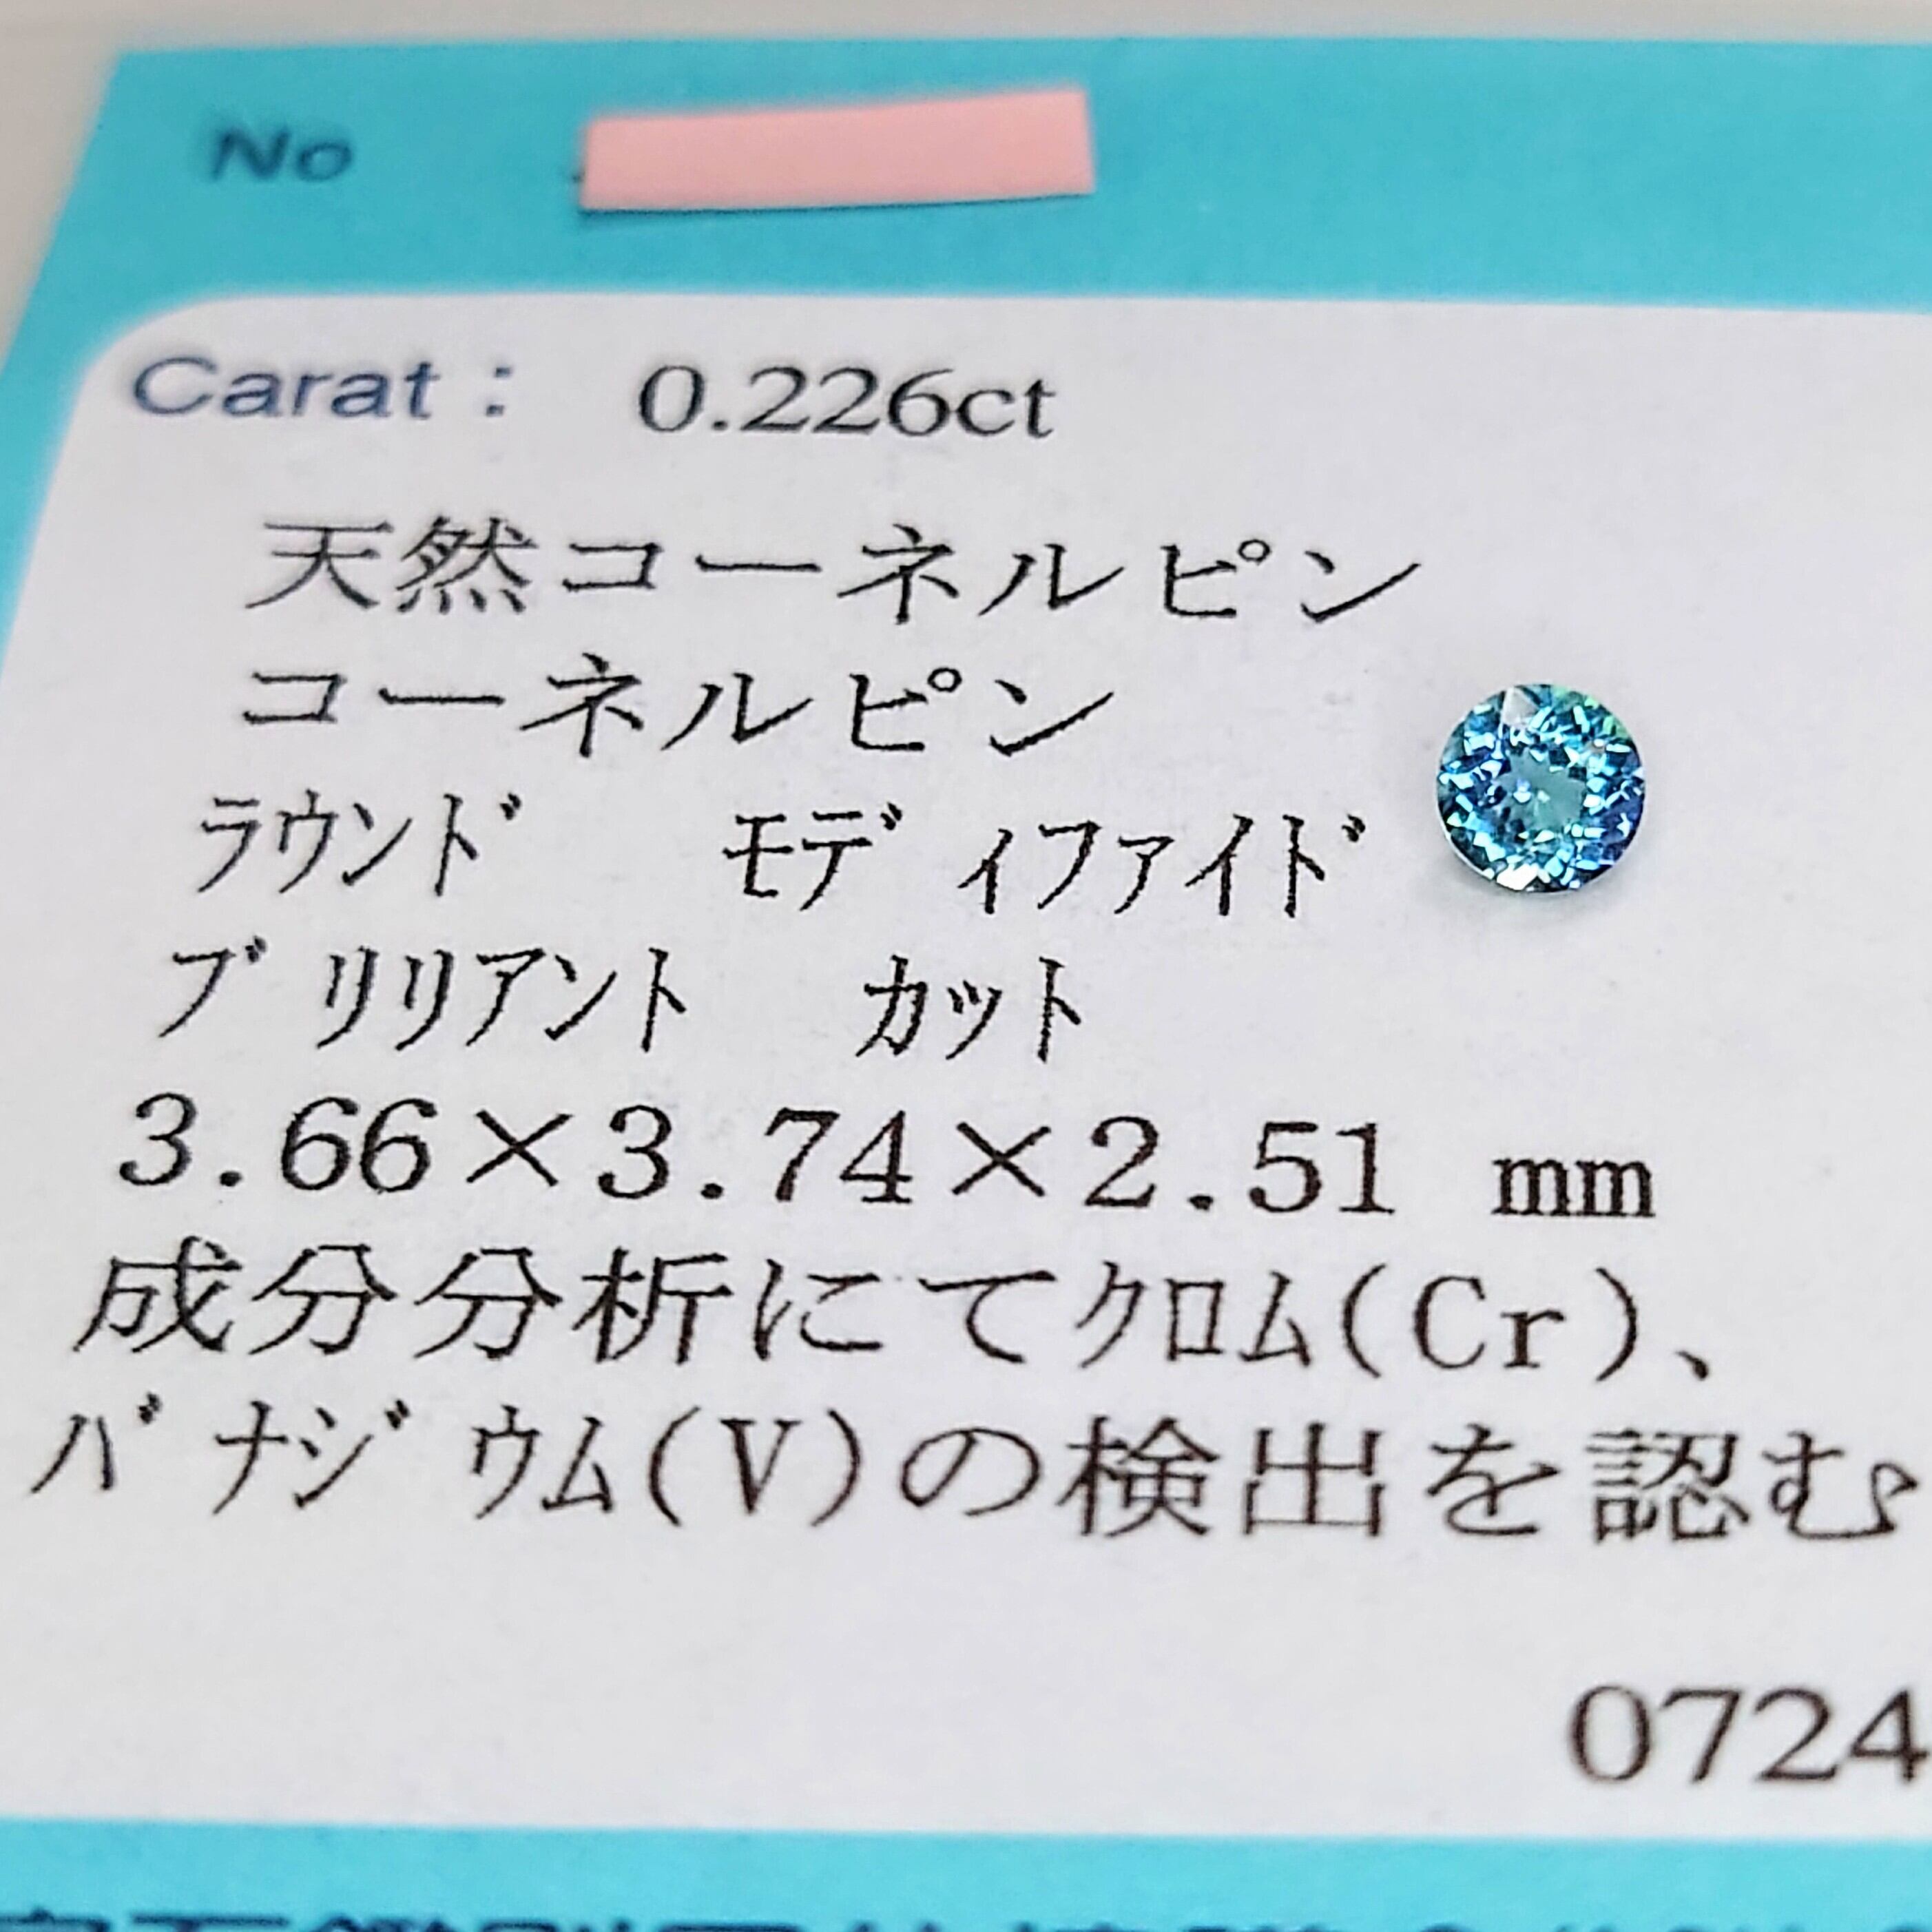 No
Carat : 0.226ct
天然コーネルピン
コーネルピン
ﾗｳﾝﾄﾞ ﾓﾃﾞｨﾌｧｲﾄﾞ
ﾌﾞﾘﾘｱﾝﾄ ｶｯﾄ
3.66×3.74×2.51 mm
成分分析にてｸﾛﾑ(Cr)、
ﾊﾞﾅｼﾞｳﾑ(V)の検出を認む
0724